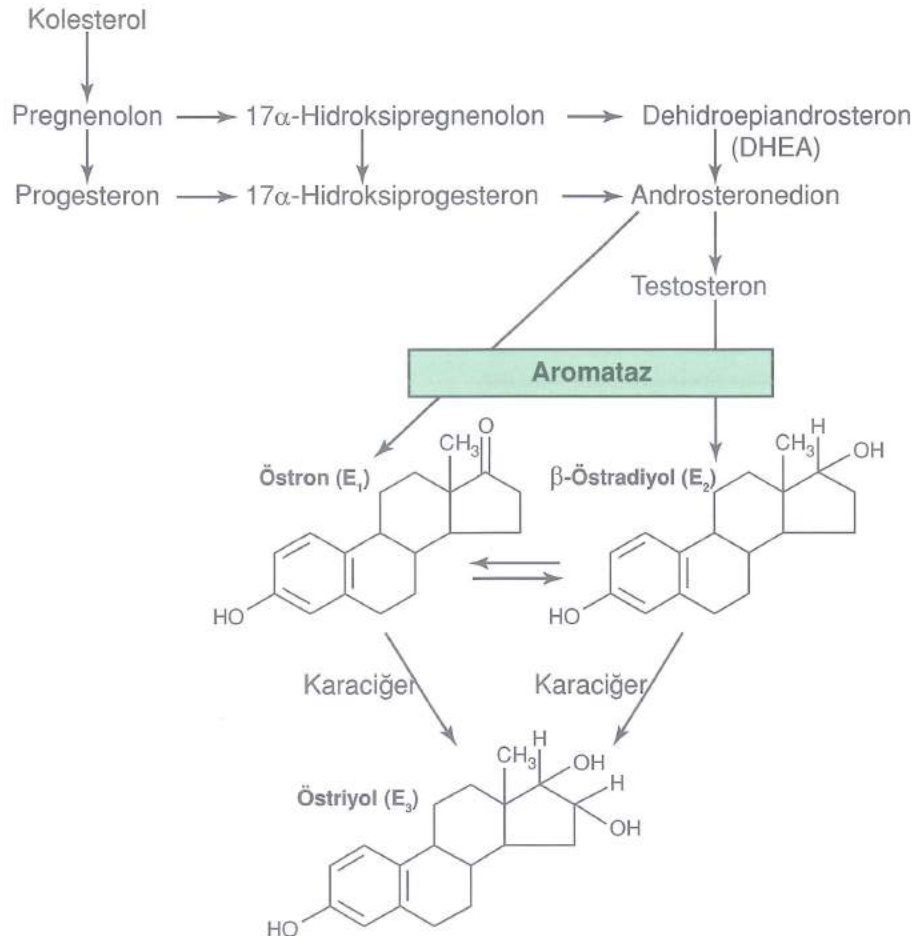 Kolesterol
Pregnenolon
17α-Hidroksipregnenolon
Dehidroepiandrosteron
(DHEA)
Progesteron
17α-Hidroksiprogesteron
Androsteronedion
Testosteron
Aromataz
Östron (E₁)
CH₃
O
HO
β-Östradiyol (E₂)
CH₃
H
OH
HO
Karaciğer
Karaciğer
Östriyol (E₃)
CH₃
H
OH
H
OH
HO